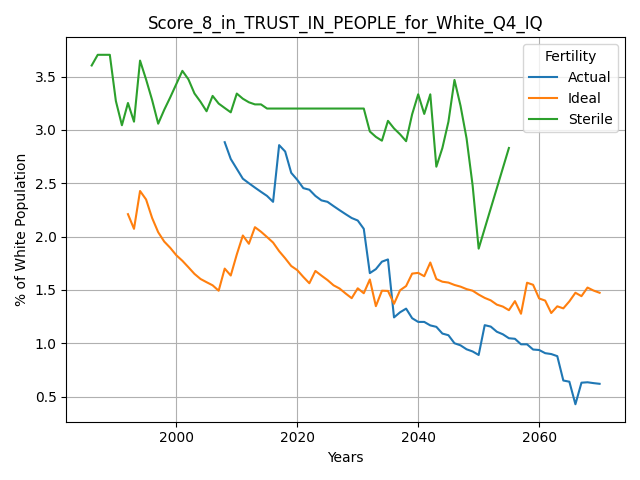 Score_8_in_TRUST_IN_PEOPLE_for_White_Q4_IQ
Fertility
Actual
Ideal
Sterile
% of White Population
3.5
3.0
2.5
2.0
1.5
1.0
0.5
2000
2020
2040
2060
Years